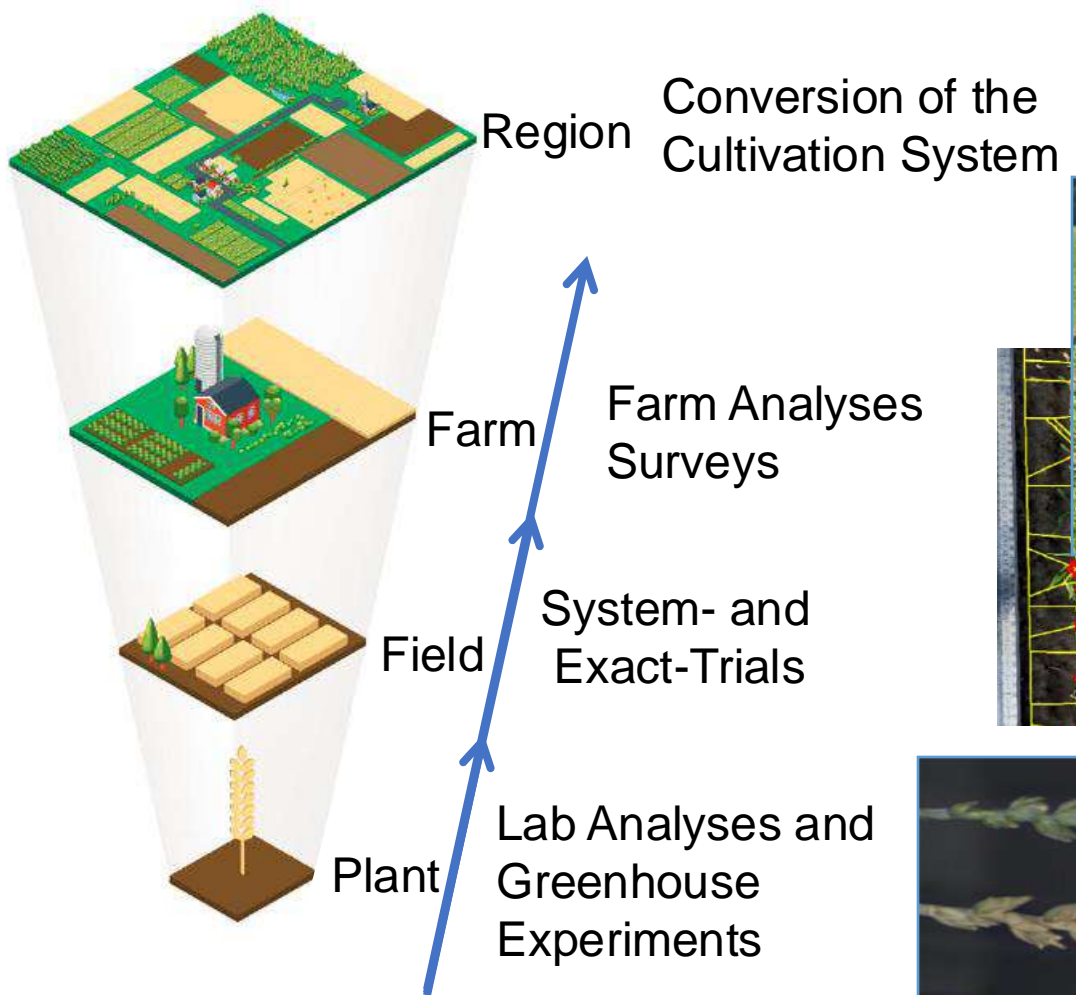 Region
Conversion of the
Cultivation System
Farm
Farm Analyses
Surveys
Field
System- and
Exact-Trials
Plant
Lab Analyses and
Greenhouse
Experiments